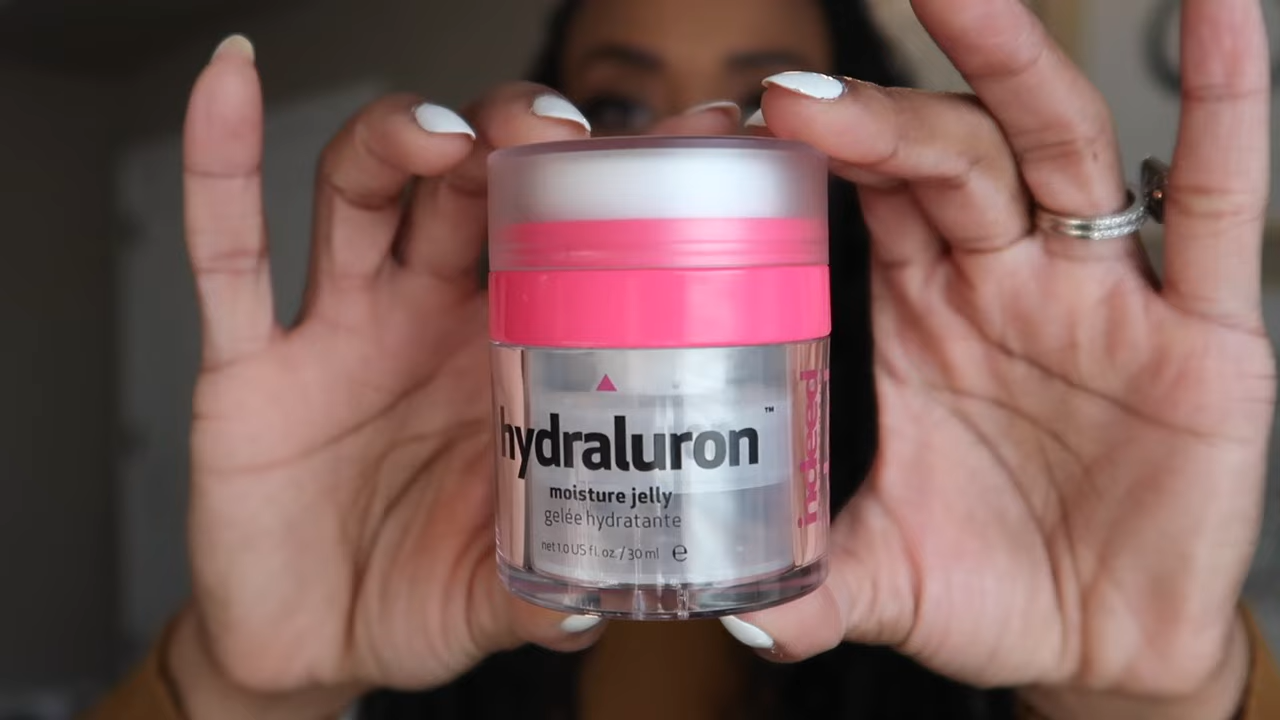 hydraluron™
moisture jelly
gelée hydratante
net 1.0 US fl. oz. / 30 ml ℮
indeed